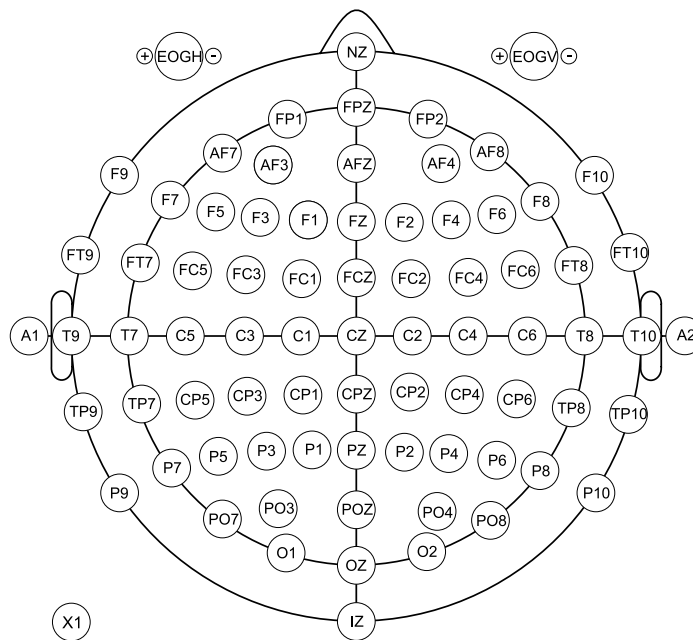 NZ
+ EOGH -
+ EOGV -
FPZ
FP1 FP2
AF7 AF3 AFZ AF4 AF8
F9 F10
F7 F5 F3 F1 FZ F2 F4 F6 F8
FT9 FT7 FC5 FC3 FC1 FCZ FC2 FC4 FC6 FT8 FT10
A1 T9 T7 C5 C3 C1 CZ C2 C4 C6 T8 T10 A2
TP9 TP7 CP5 CP3 CP1 CPZ CP2 CP4 CP6 TP8 TP10
P9 P7 P5 P3 P1 PZ P2 P4 P6 P8 P10
PO7 PO3 POZ PO4 PO8
O1 OZ O2
X1 IZ